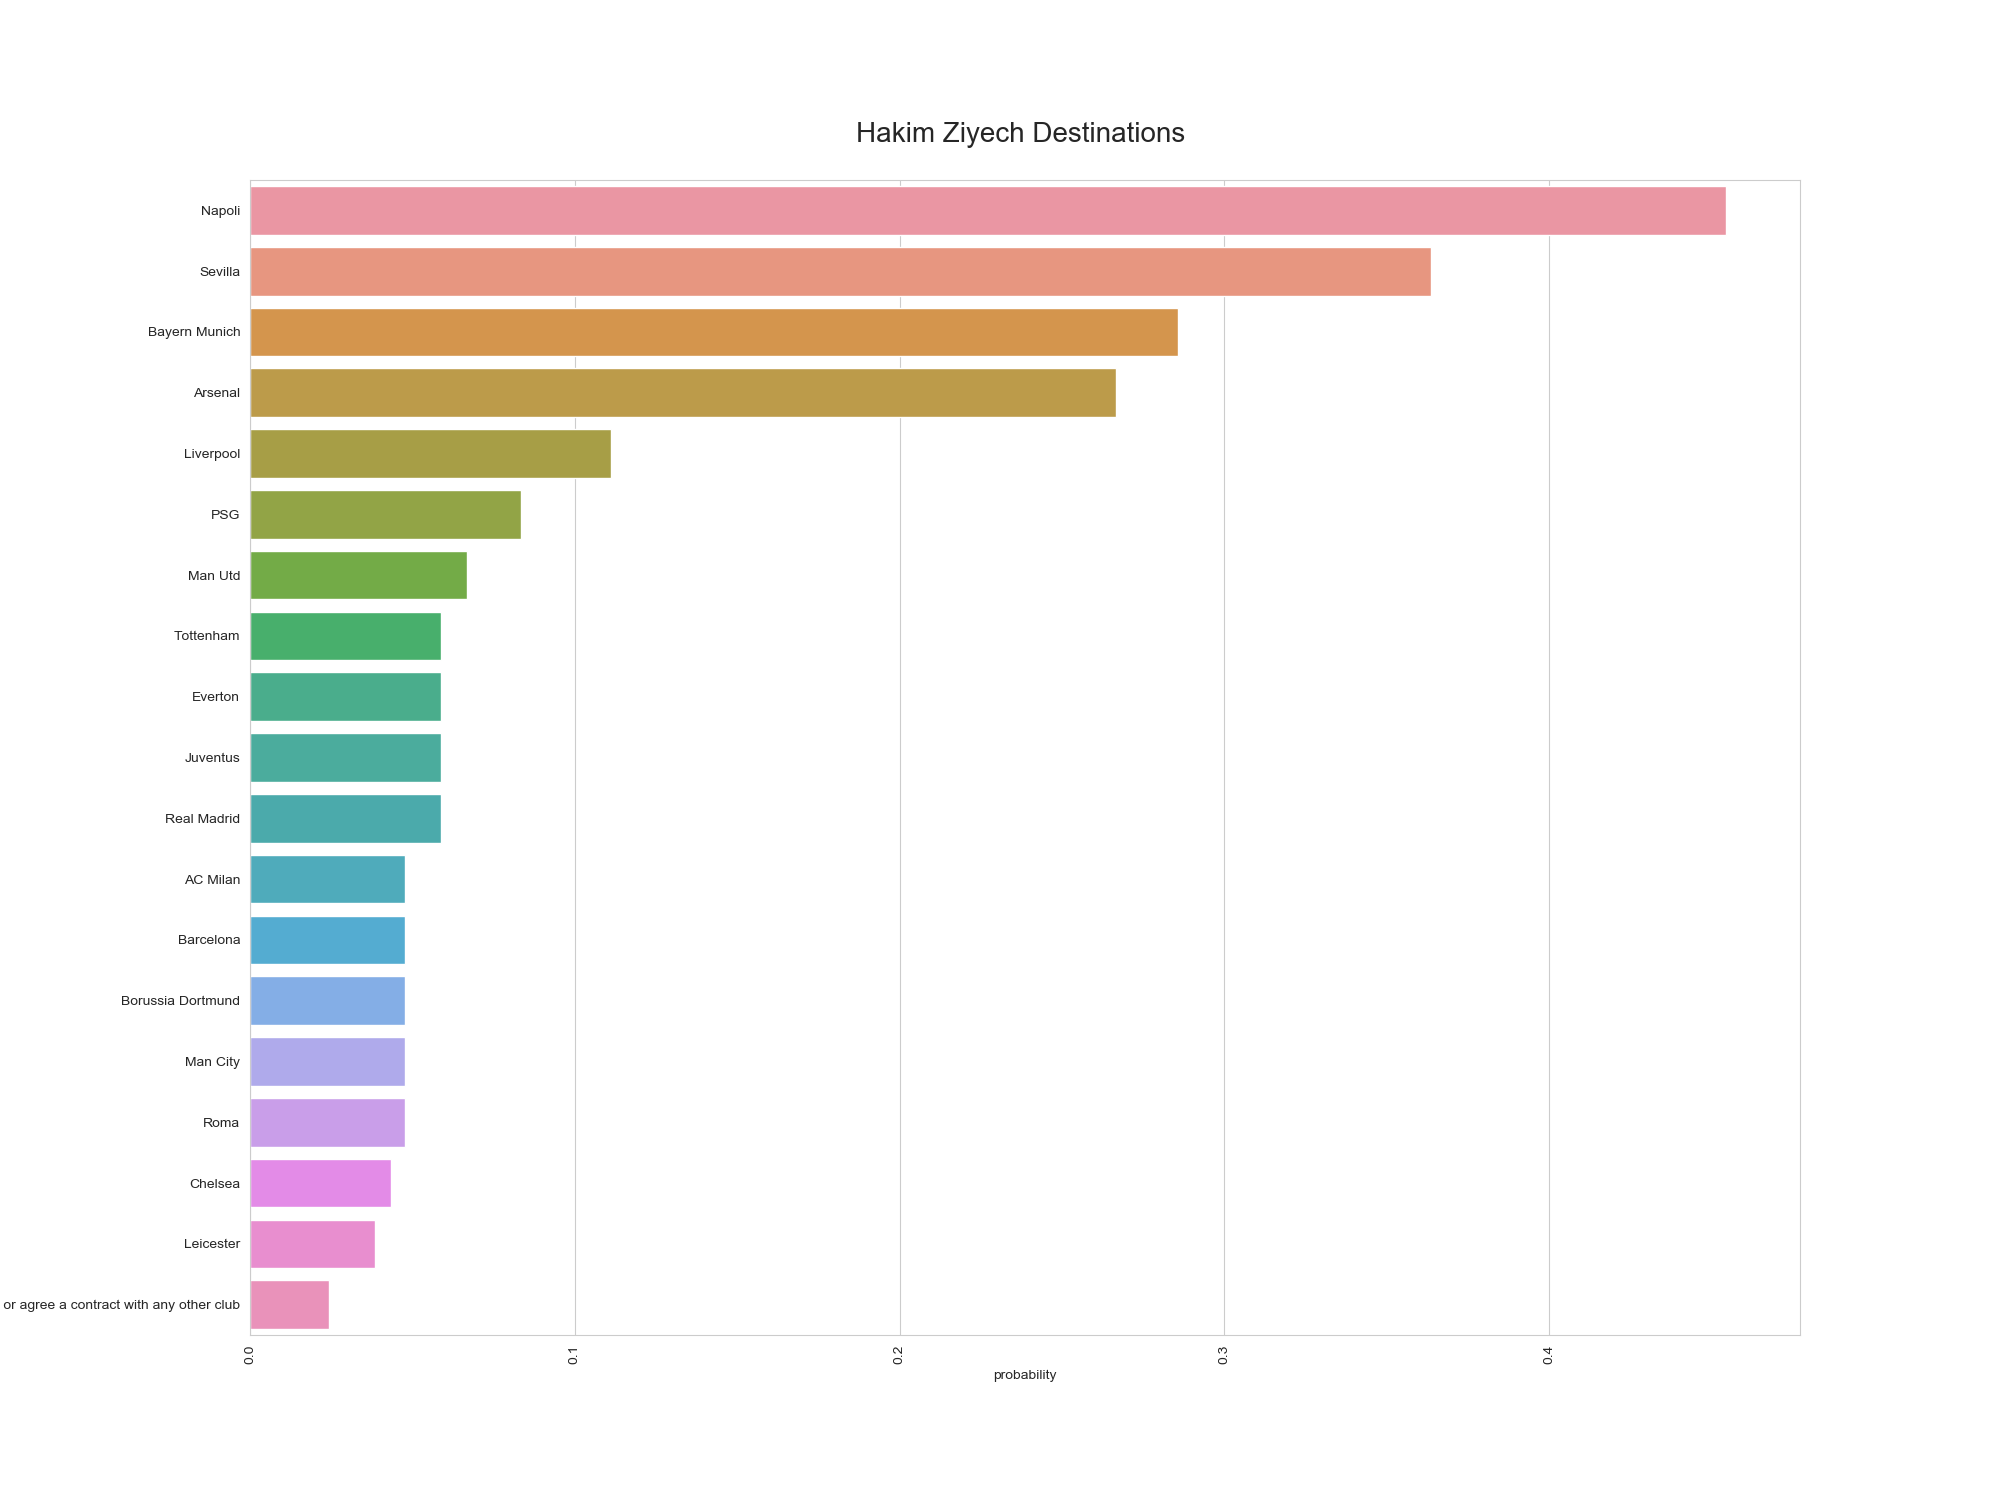 Hakim Ziyech Destinations
Napoli
Sevilla
Bayern Munich
Arsenal
Liverpool
PSG
Man Utd
Tottenham
Everton
Juventus
Real Madrid
AC Milan
Barcelona
Borussia Dortmund
Man City
Roma
Chelsea
Leicester
or agree a contract with any other club
0.0 0.1 0.2 0.3 0.4
probability